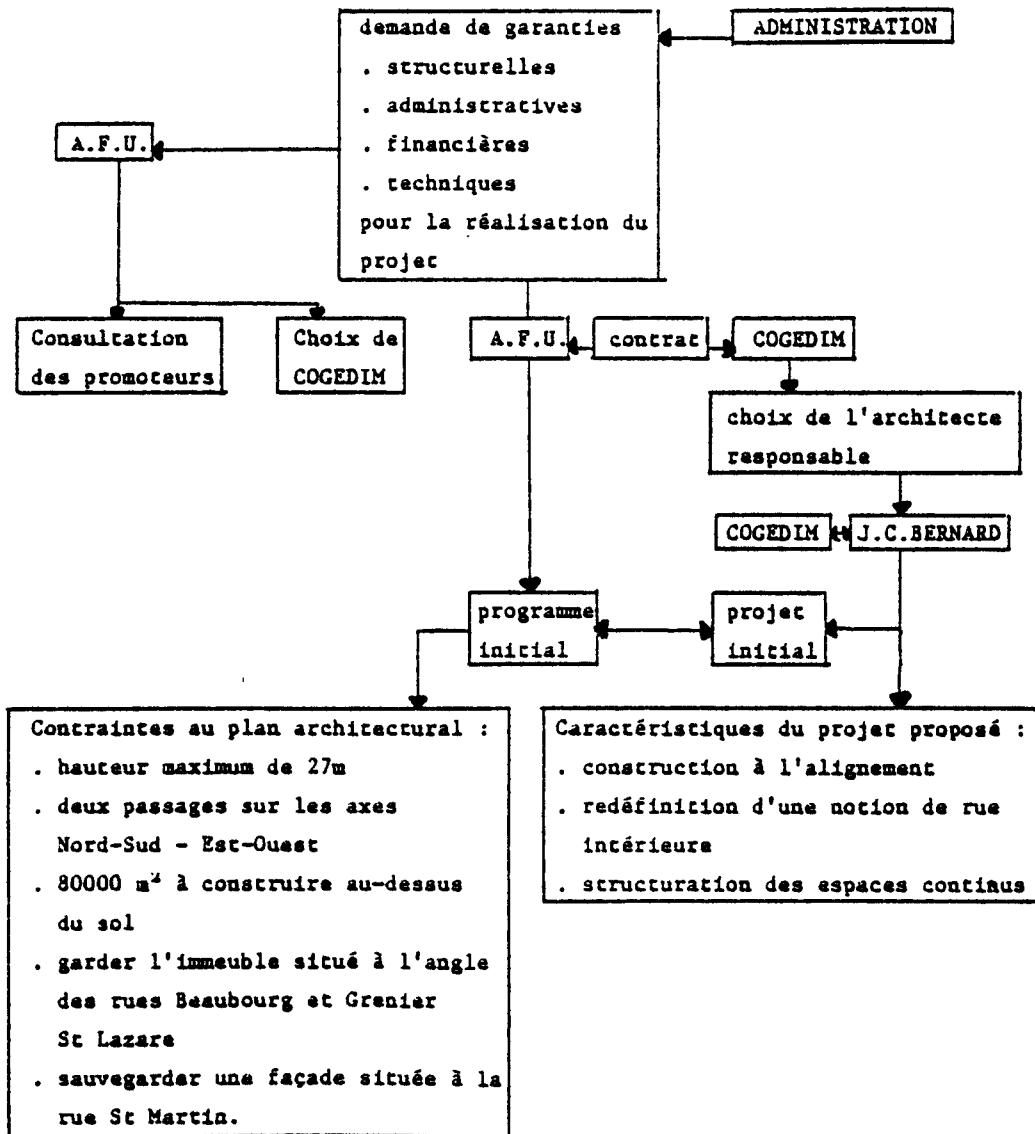 demande de garanties
. structurelles
. administratives
. financières
. techniques
pour la réalisation du
projet
ADMINISTRATION
A.F.U.
Consultation
des promoteurs
Choix de
COGEDIM
A.F.U.
contrat
COGEDIM
choix de l'architecte
responsable
COGEDIM
J.C.BERNARD
programme
initial
projet
initial
Contraintes au plan architectural :
. hauteur maximum de 27m
. deux passages sur les axes
Nord-Sud - Est-Ouest
. 80000 m² à construire au-dessus
du sol
. garder l'immeuble situé à l'angle
des rues Beaubourg et Grenier
St Lazare
. sauvegarder une façade située à la
rue St Martin.
Caractéristiques du projet proposé :
. construction à l'alignement
. redéfinition d'une notion de rue
intérieure
. structuration des espaces continus